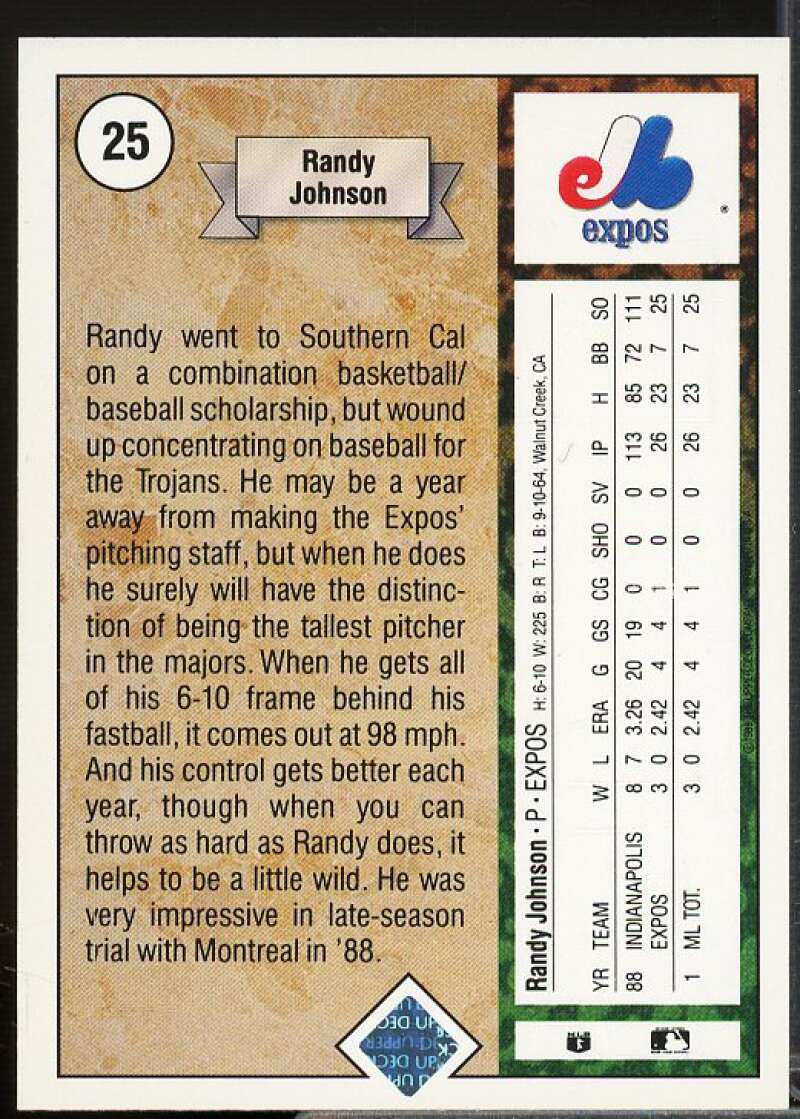 25
Randy
Johnson
Randy went to Southern Cal
on a combination basketball/
baseball scholarship, but wound
up concentrating on baseball for
the Trojans. He may be a year
away from making the Expos'
pitching staff, but when he does
he surely will have the distinc-
tion of being the tallest pitcher
in the majors. When he gets all
of his 6-10 frame behind his
fastball, it comes out at 98 mph.
And his control gets better each
year, though when you can
throw as hard as Randy does, it
helps to be a little wild. He was
very impressive in late-season
trial with Montreal in '88.
expos
®
Randy Johnson • P • EXPOS H: 6-10 W: 225 B: R T: L B: 9-10-64, Walnut Creek, CA
YR TEAM W L ERA G GS CG SHO SV IP H BB SO
88 INDIANAPOLIS 8 7 3.26 20 19 0 0 0 113 85 72 111
EXPOS 3 0 2.42 4 4 1 0 0 26 23 7 25
1 ML TOT. 3 0 2.42 4 4 1 0 0 26 23 7 25